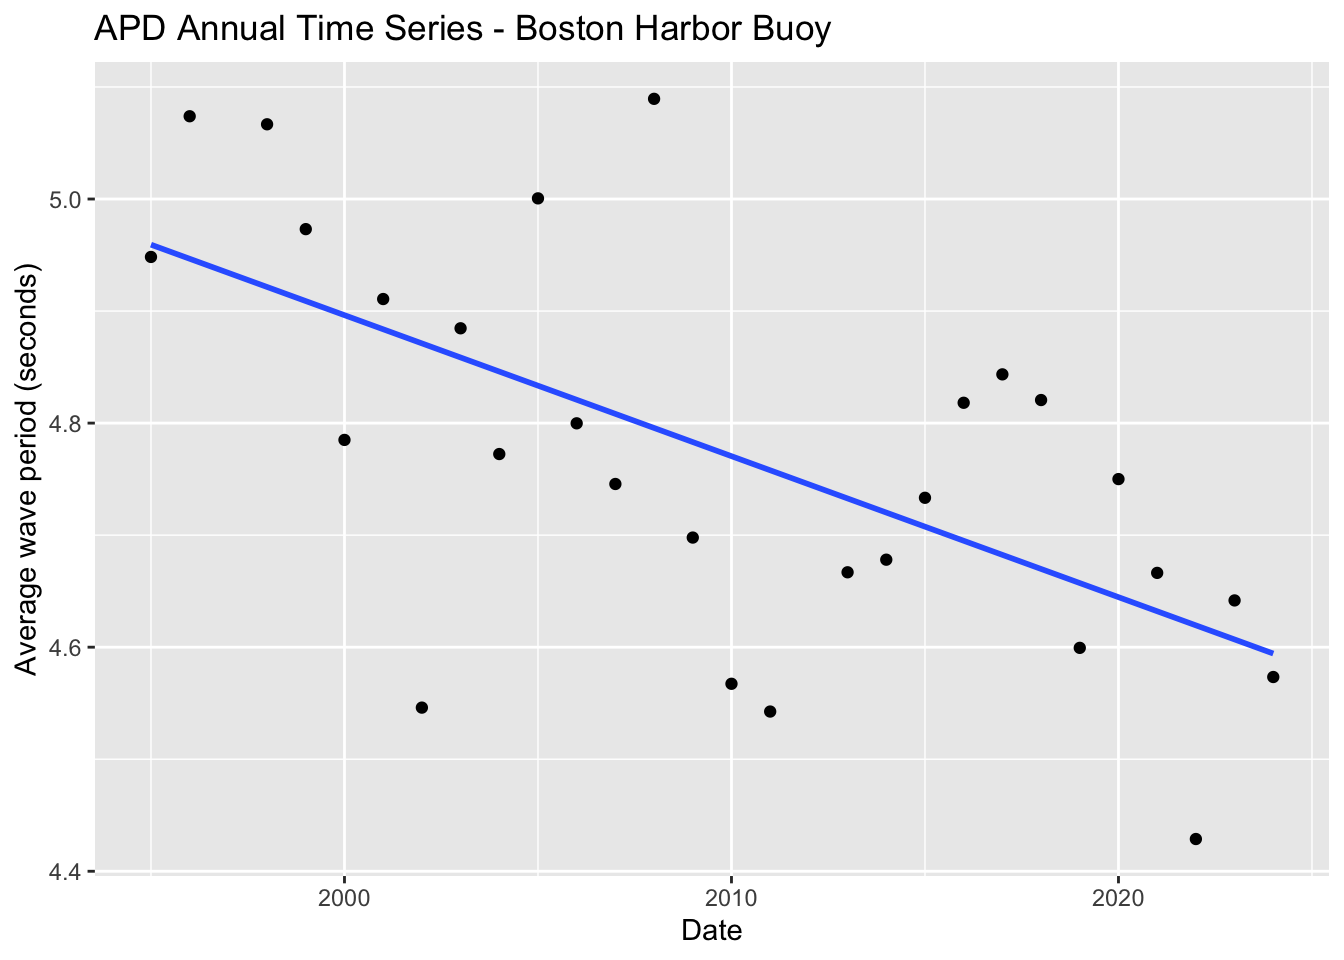 APD Annual Time Series - Boston Harbor Buoy
Average wave period (seconds)
5.0
4.8
4.6
4.4
2000
2010
2020
Date